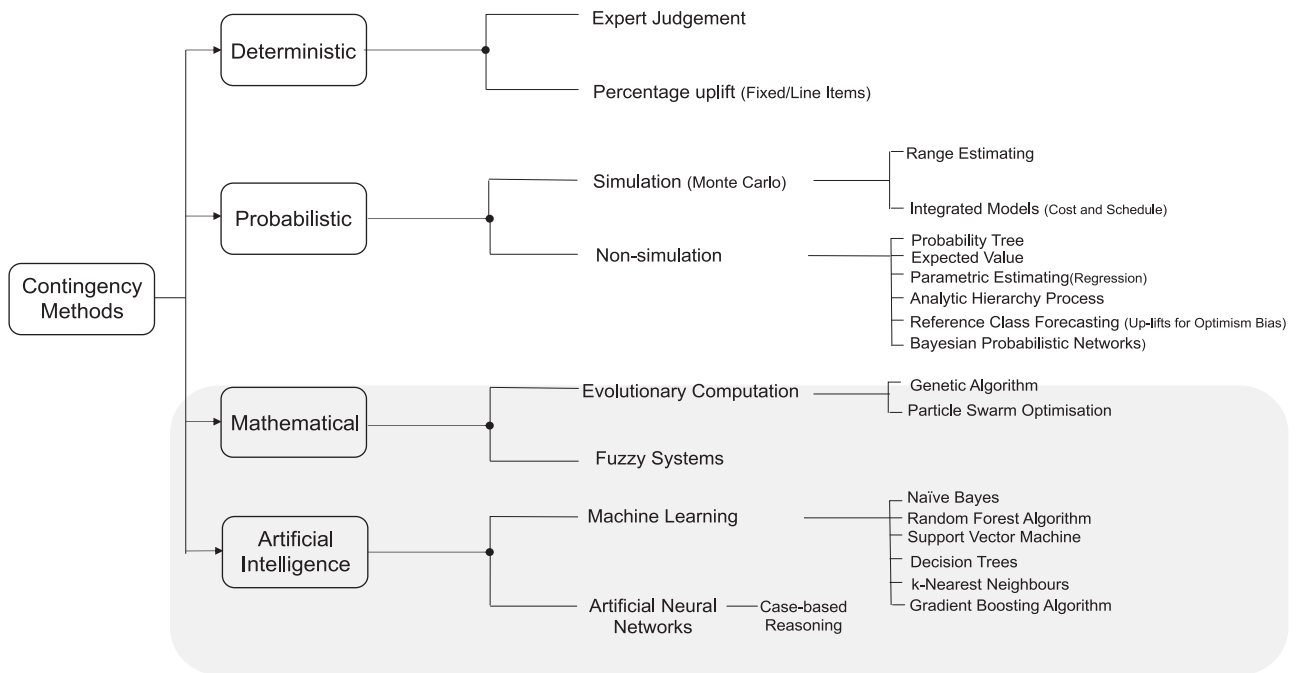 Contingency
Methods
Deterministic
Expert Judgement
Percentage uplift (Fixed/Line Items)
Probabilistic
Simulation (Monte Carlo)
Range Estimating
Integrated Models (Cost and Schedule)
Non-simulation
Probability Tree
Expected Value
Parametric Estimating(Regression)
Analytic Hierarchy Process
Reference Class Forecasting (Up-lifts for Optimism Bias)
Bayesian Probabilistic Networks)
Mathematical
Evolutionary Computation
Genetic Algorithm
Particle Swarm Optimisation
Fuzzy Systems
Artificial
Intelligence
Machine Learning
Naïve Bayes
Random Forest Algorithm
Support Vector Machine
Decision Trees
k-Nearest Neighbours
Gradient Boosting Algorithm
Artificial Neural
Networks
Case-based
Reasoning